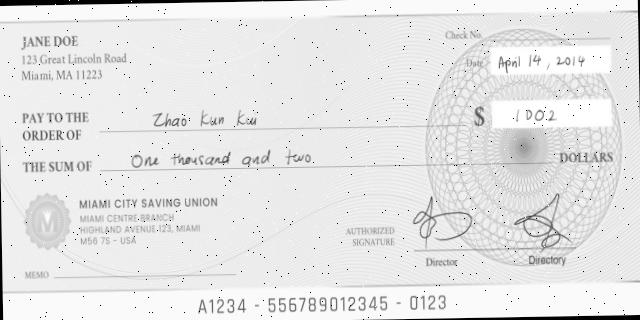 JANE DOE
123 Great Lincoln Road
Miami, MA 11223
Check No.
Date April 14, 2014
PAY TO THE
ORDER OF Zhao Kun Kui
$ 1002
THE SUM OF One thousand and two DOLLARS
M
MIAMI CITY SAVING UNION
MIAMI CENTRE BRANCH
HIGHLAND AVENUE 123, MIAMI
M56 7S - USA
AUTHORIZED
SIGNATURE
Director
Directory
MEMO
A1234 - 556789012345 - 0123